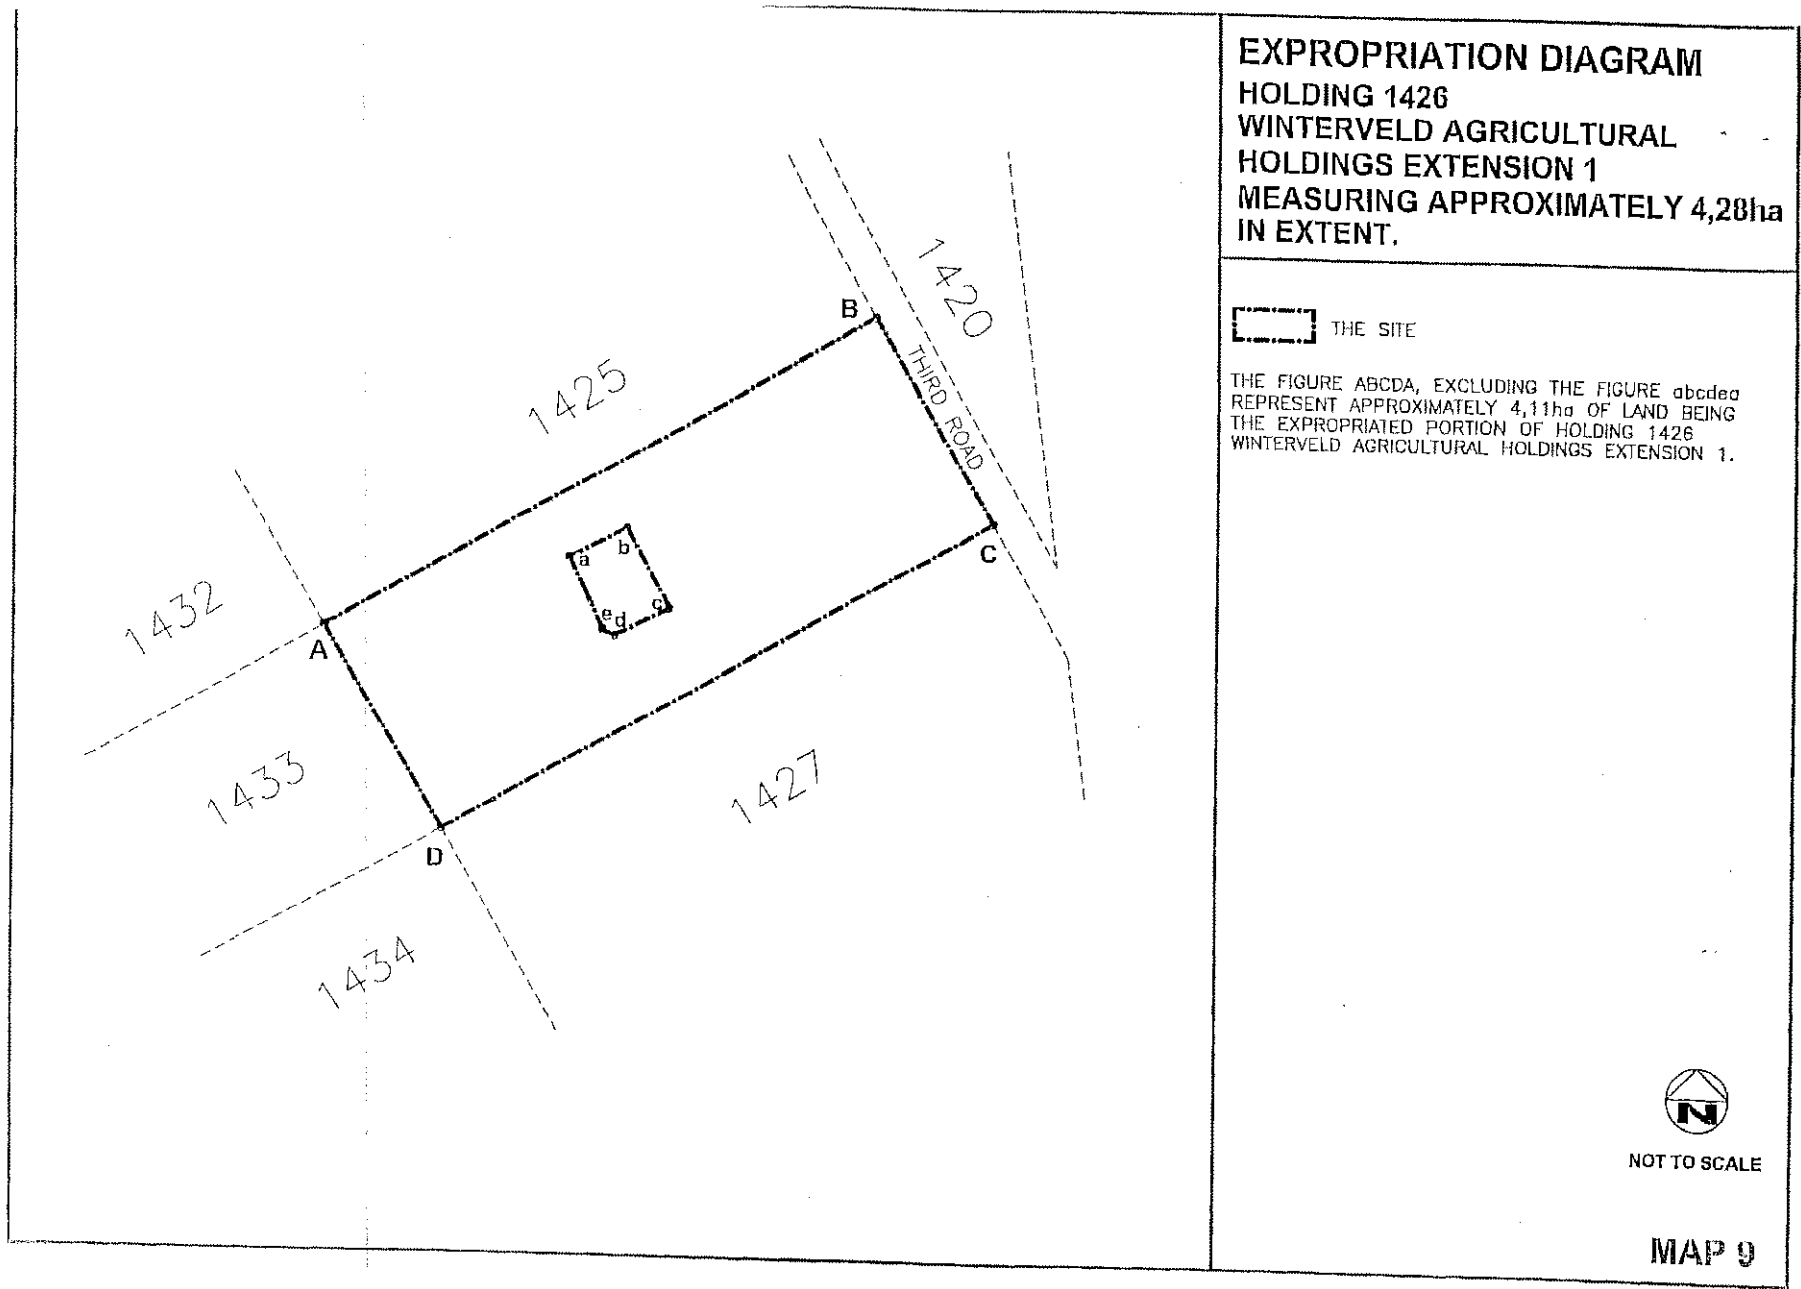 EXPROPRIATION DIAGRAM
HOLDING 1426
WINTERVELD AGRICULTURAL
HOLDINGS EXTENSION 1
MEASURING APPROXIMATELY 4,28ha
IN EXTENT.
THE SITE
THE FIGURE ABCDA, EXCLUDING THE FIGURE abcdea
REPRESENT APPROXIMATELY 4,11ha OF LAND BEING
THE EXPROPRIATED PORTION OF HOLDING 1426
WINTERVELD AGRICULTURAL HOLDINGS EXTENSION 1.
1420
B
THIRD ROAD
1425
C
a
b
c
d
e
1432
A
1433
1427
D
1434
N
NOT TO SCALE
MAP 9